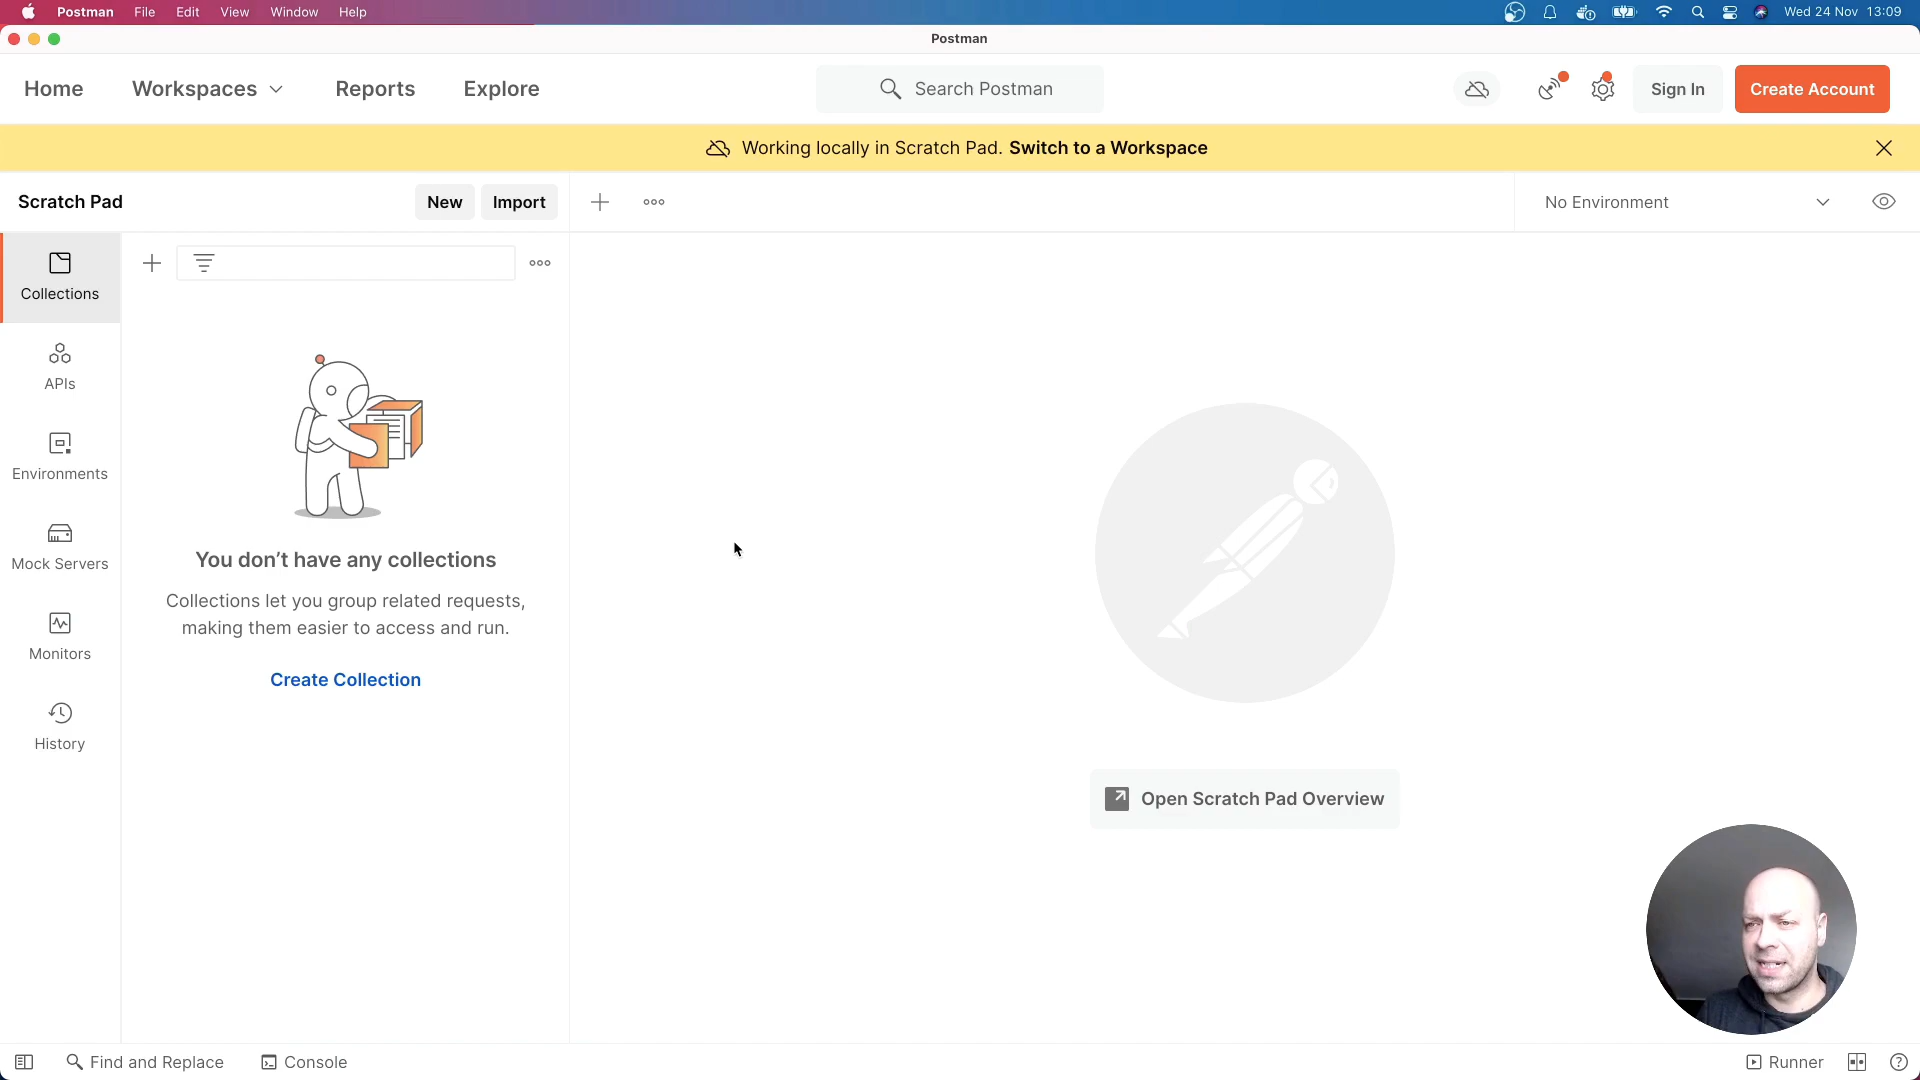 Postman File Edit View Window Help Wed 24 Nov 13:09
Postman
Home Workspaces Reports Explore Search Postman Sign In Create Account
Working locally in Scratch Pad. Switch to a Workspace
Scratch Pad New Import No Environment
Collections
APIs
Environments
Mock Servers
Monitors
History
You don’t have any collections
Collections let you group related requests,
making them easier to access and run.
Create Collection
Open Scratch Pad Overview
Find and Replace Console Runner